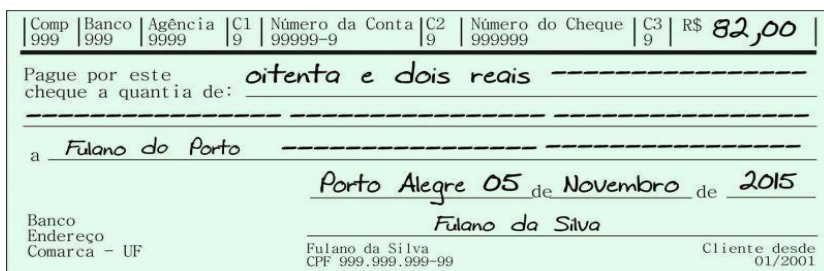 Comp Banco Agência C1 Número da Conta C2 Número do Cheque C3 R$ 82,00
999 999 9999 9 99999-9 9 999999 9
Pague por este cheque a quantia de: oitenta e dois reais
a Fulano do Porto
Porto Alegre 05 de Novembro de 2015
Fulano da Silva
Banco
Endereço
Comarca - UF
Fulano da Silva
CPF 999.999.999-99
Cliente desde
01/2001